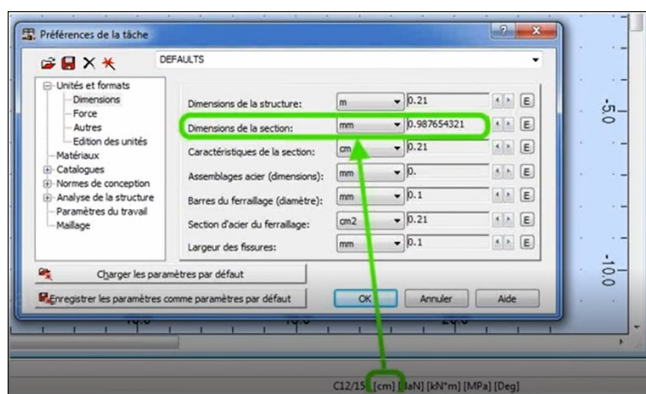 Préférences de la tâche
DEFAULTS
Unités et formats
Dimensions
Force
Autres
Edition des unités
Matériaux
Catalogues
Normes de conception
Analyse de la structure
Paramètres du travail
Maillage
Dimensions de la structure: m 0.21 E
Dimensions de la section: mm 0.987654321 E
Caractéristiques de la section: cm 0.21 E
Assemblages acier (dimensions): mm 0. E
Barres du ferraillage (diamètre): mm 0.1 E
Section d'acier du ferraillage: cm2 0.21 E
Largeur des fissures: mm 0.1 E
Charger les paramètres par défaut
Enregistrer les paramètres comme paramètres par défaut
OK Annuler Aide
-5.0
-10.0
C12/15 [cm] [daN] [kN*m] [MPa] [Deg]